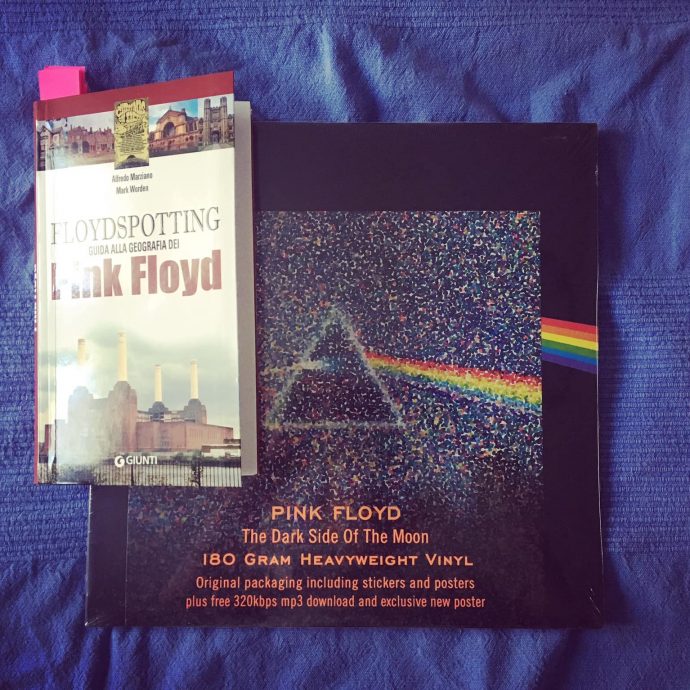 Alfredo Marziano
Mark Worden
FLOYDSPOTTING
GUIDA ALLA GEOGRAFIA DEI
Pink Floyd
GIUNTI
PINK FLOYD
The Dark Side Of The Moon
180 GRAM HEAVYWEIGHT VINYL
Original packaging including stickers and posters
plus free 320kbps mp3 download and exclusive new poster